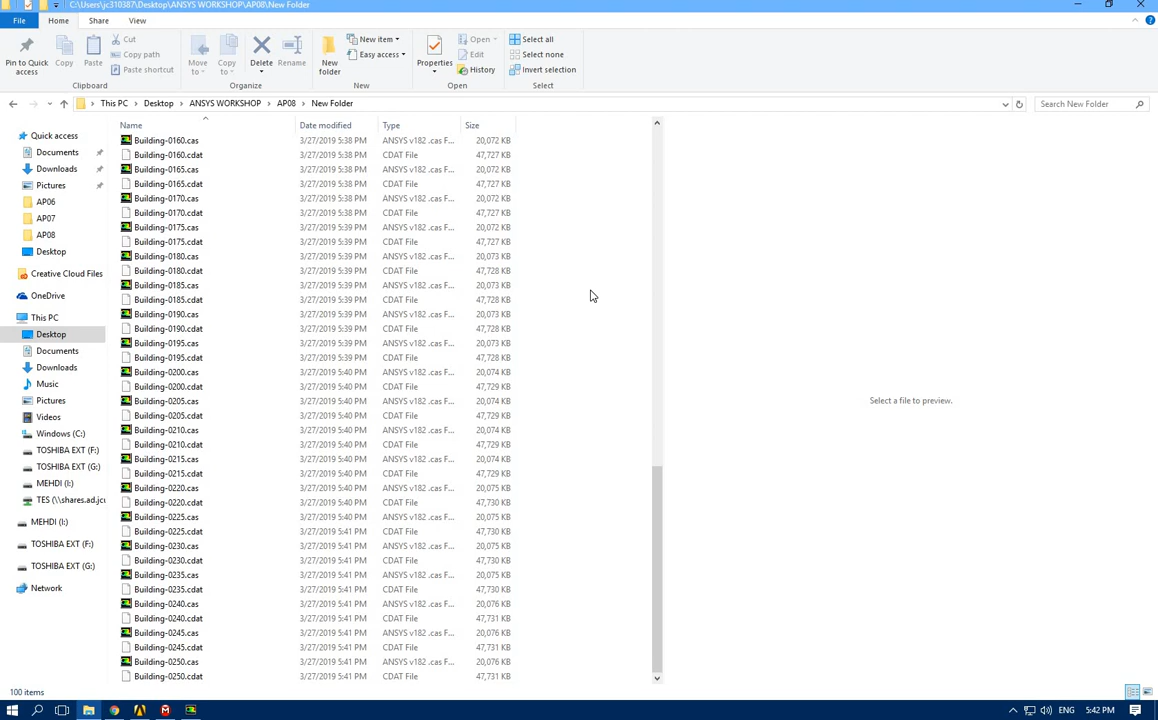 C:\Users\jc310387\Desktop\ANSYS WORKSHOP\AP08\New Folder
File Home Share View
Pin to Quick access
Copy
Paste
Cut
Copy path
Paste shortcut
Clipboard
Move to
Copy to
Delete
Rename
Organize
New folder
New item
Easy access
New
Properties
Open
Edit
History
Open
Select all
Select none
Invert selection
Select
This PC Desktop ANSYS WORKSHOP AP08 New Folder
Search New Folder
Quick access
Documents
Downloads
Pictures
AP06
AP07
AP08
Desktop
Creative Cloud Files
OneDrive
This PC
Desktop
Documents
Downloads
Music
Pictures
Videos
Windows (C:)
TOSHIBA EXT (F:)
TOSHIBA EXT (G:)
MEHDI (I:)
TES (\\shares.ad.jcu
MEHDI (I:)
TOSHIBA EXT (F:)
TOSHIBA EXT (G:)
Network
Name Date modified Type Size
Building-0160.cas 3/27/2019 5:38 PM ANSYS v182 .cas F... 20,072 KB
Building-0160.cdat 3/27/2019 5:38 PM CDAT File 47,727 KB
Building-0165.cas 3/27/2019 5:38 PM ANSYS v182 .cas F... 20,072 KB
Building-0165.cdat 3/27/2019 5:38 PM CDAT File 47,727 KB
Building-0170.cas 3/27/2019 5:38 PM ANSYS v182 .cas F... 20,072 KB
Building-0170.cdat 3/27/2019 5:38 PM CDAT File 47,727 KB
Building-0175.cas 3/27/2019 5:39 PM ANSYS v182 .cas F... 20,072 KB
Building-0175.cdat 3/27/2019 5:39 PM CDAT File 47,727 KB
Building-0180.cas 3/27/2019 5:39 PM ANSYS v182 .cas F... 20,073 KB
Building-0180.cdat 3/27/2019 5:39 PM CDAT File 47,728 KB
Building-0185.cas 3/27/2019 5:39 PM ANSYS v182 .cas F... 20,073 KB
Building-0185.cdat 3/27/2019 5:39 PM CDAT File 47,728 KB
Building-0190.cas 3/27/2019 5:39 PM ANSYS v182 .cas F... 20,073 KB
Building-0190.cdat 3/27/2019 5:39 PM CDAT File 47,728 KB
Building-0195.cas 3/27/2019 5:39 PM ANSYS v182 .cas F... 20,073 KB
Building-0195.cdat 3/27/2019 5:39 PM CDAT File 47,728 KB
Building-0200.cas 3/27/2019 5:40 PM ANSYS v182 .cas F... 20,074 KB
Building-0200.cdat 3/27/2019 5:40 PM CDAT File 47,729 KB
Building-0205.cas 3/27/2019 5:40 PM ANSYS v182 .cas F... 20,074 KB
Building-0205.cdat 3/27/2019 5:40 PM CDAT File 47,729 KB
Building-0210.cas 3/27/2019 5:40 PM ANSYS v182 .cas F... 20,074 KB
Building-0210.cdat 3/27/2019 5:40 PM CDAT File 47,729 KB
Building-0215.cas 3/27/2019 5:40 PM ANSYS v182 .cas F... 20,074 KB
Building-0215.cdat 3/27/2019 5:40 PM CDAT File 47,729 KB
Building-0220.cas 3/27/2019 5:40 PM ANSYS v182 .cas F... 20,075 KB
Building-0220.cdat 3/27/2019 5:40 PM CDAT File 47,730 KB
Building-0225.cas 3/27/2019 5:40 PM ANSYS v182 .cas F... 20,075 KB
Building-0225.cdat 3/27/2019 5:41 PM CDAT File 47,730 KB
Building-0230.cas 3/27/2019 5:41 PM ANSYS v182 .cas F... 20,075 KB
Building-0230.cdat 3/27/2019 5:41 PM CDAT File 47,730 KB
Building-0235.cas 3/27/2019 5:41 PM ANSYS v182 .cas F... 20,075 KB
Building-0235.cdat 3/27/2019 5:41 PM CDAT File 47,730 KB
Building-0240.cas 3/27/2019 5:41 PM ANSYS v182 .cas F... 20,076 KB
Building-0240.cdat 3/27/2019 5:41 PM CDAT File 47,731 KB
Building-0245.cas 3/27/2019 5:41 PM ANSYS v182 .cas F... 20,076 KB
Building-0245.cdat 3/27/2019 5:41 PM CDAT File 47,731 KB
Building-0250.cas 3/27/2019 5:41 PM ANSYS v182 .cas F... 20,076 KB
Building-0250.cdat 3/27/2019 5:41 PM CDAT File 47,731 KB
Select a file to preview.
100 items
ENG 5:42 PM